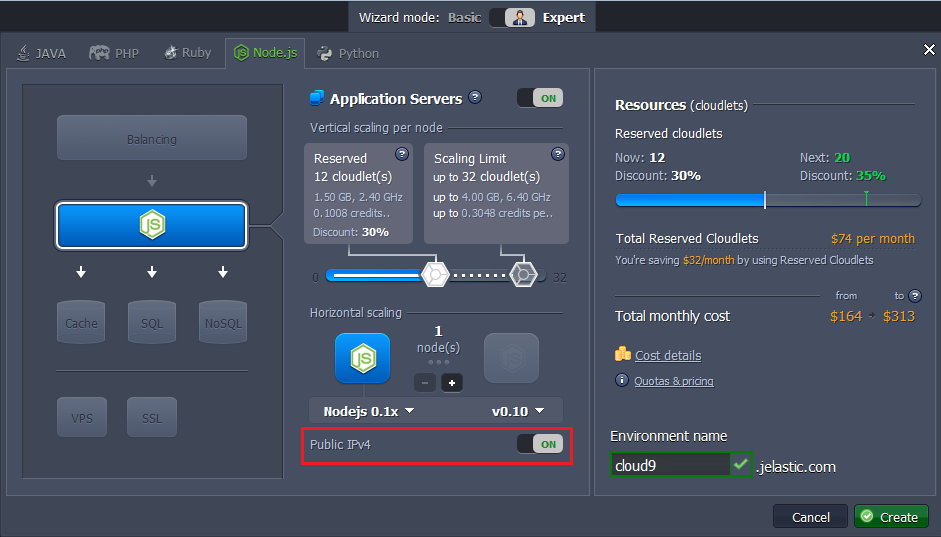 Wizard mode: Basic Expert
JAVA PHP Ruby Node.js Python
Balancing
JS
Cache SQL NoSQL
VPS SSL
Application Servers ? ON
Vertical scaling per node
Reserved ?
12 cloudlet(s)
1.50 GB, 2.40 GHz
0.1008 credits..
Discount: 30%
Scaling Limit ?
up to 32 cloudlet(s)
up to 4.00 GB, 6.40 GHz
up to 0.3048 credits pe..
0 32
Horizontal scaling
JS
1
node(s)
- +
JS
Nodejs 0.1x v0.10
Public IPv4 ON
Resources (cloudlets)
Reserved cloudlets
Now: 12 Next: 20
Discount: 30% Discount: 35%
Total Reserved Cloudlets $74 per month
You're saving $32/month by using Reserved Cloudlets
from to ?
Total monthly cost $164 - $313
Cost details
Quotas & pricing
Environment name
cloud9 .jelastic.com
Cancel Create